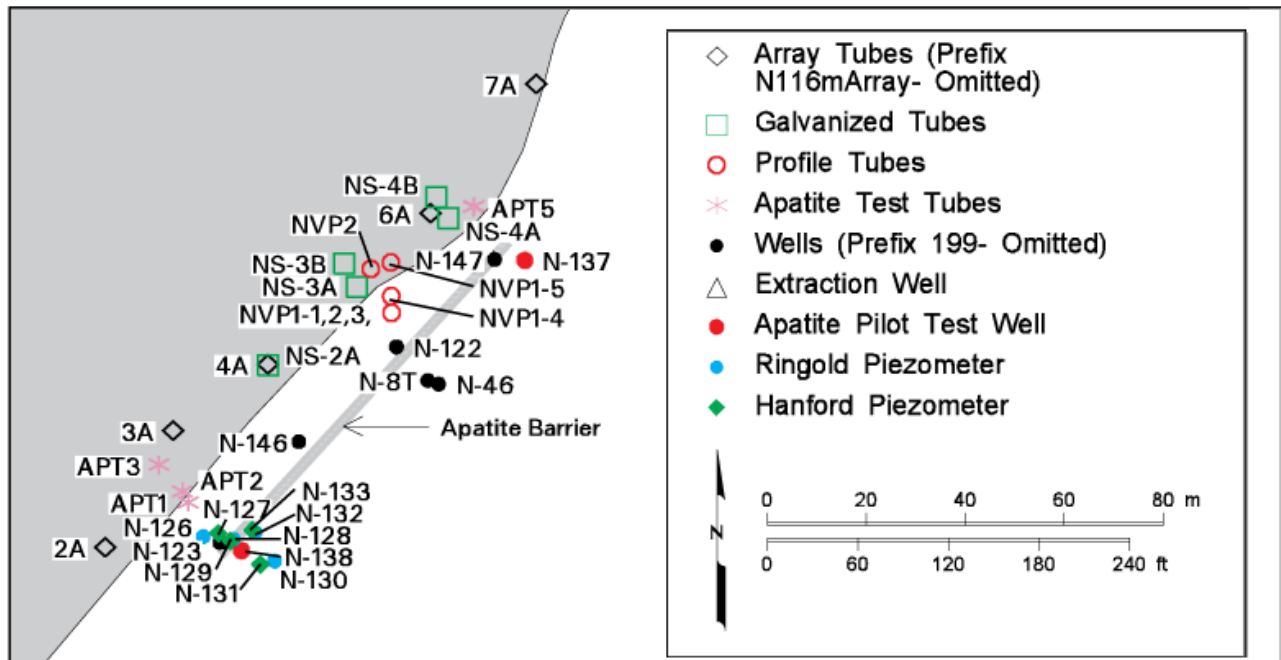 7A
NS-4B
6A
APT5
NVP2
NS-4A
NS-3B
N-147
N-137
NS-3A
NVP1-5
NVP1-1,2,3,
NVP1-4
N-122
NS-2A
4A
N-8T
N-46
3A
N-146
Apatite Barrier
APT3
APT2
APT1
N-133
N-127
N-132
N-126
N-128
2A
N-123
N-138
N-129
N-130
N-131
Array Tubes (Prefix
N116mArray- Omitted)
Galvanized Tubes
Profile Tubes
Apatite Test Tubes
Wells (Prefix 199- Omitted)
Extraction Well
Apatite Pilot Test Well
Ringold Piezometer
Hanford Piezometer
N
0 20 40 60 80 m
0 60 120 180 240 ft